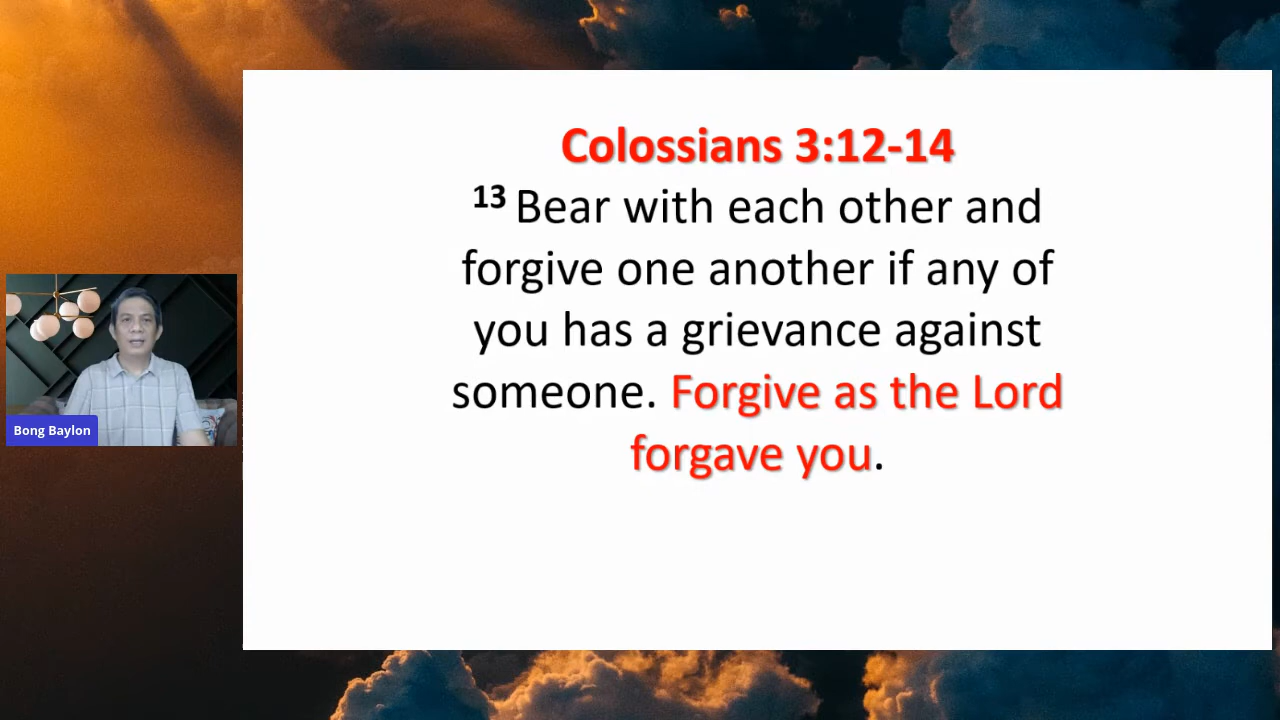 Colossians 3:12-14
13 Bear with each other and
forgive one another if any of
you has a grievance against
someone. Forgive as the Lord
forgave you.
Bong Baylon